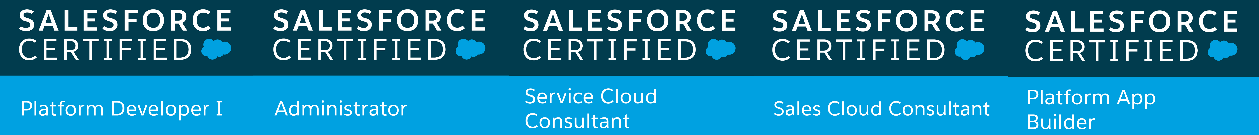 SALESFORCE
CERTIFIED
Platform Developer I
SALESFORCE
CERTIFIED
Administrator
SALESFORCE
CERTIFIED
Service Cloud
Consultant
SALESFORCE
CERTIFIED
Sales Cloud Consultant
SALESFORCE
CERTIFIED
Platform App
Builder